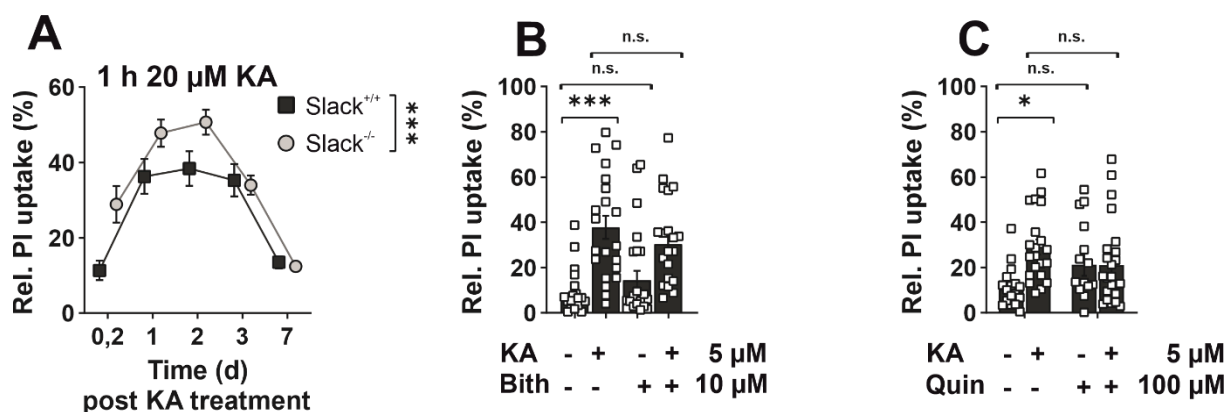 A
1 h 20 µM KA
Rel. PI uptake (%)
60
40
20
0
0,2 1 2 3 7
Time (d)
post KA treatment
Slack+/+
Slack-/-
***
B
n.s.
n.s.
***
Rel. PI uptake (%)
100
80
60
40
20
0
KA - + - + 5 µM
Bith - - + + 10 µM
C
n.s.
n.s.
*
Rel. PI uptake (%)
100
80
60
40
20
0
KA - + - + 5 µM
Quin - - + + 100 µM